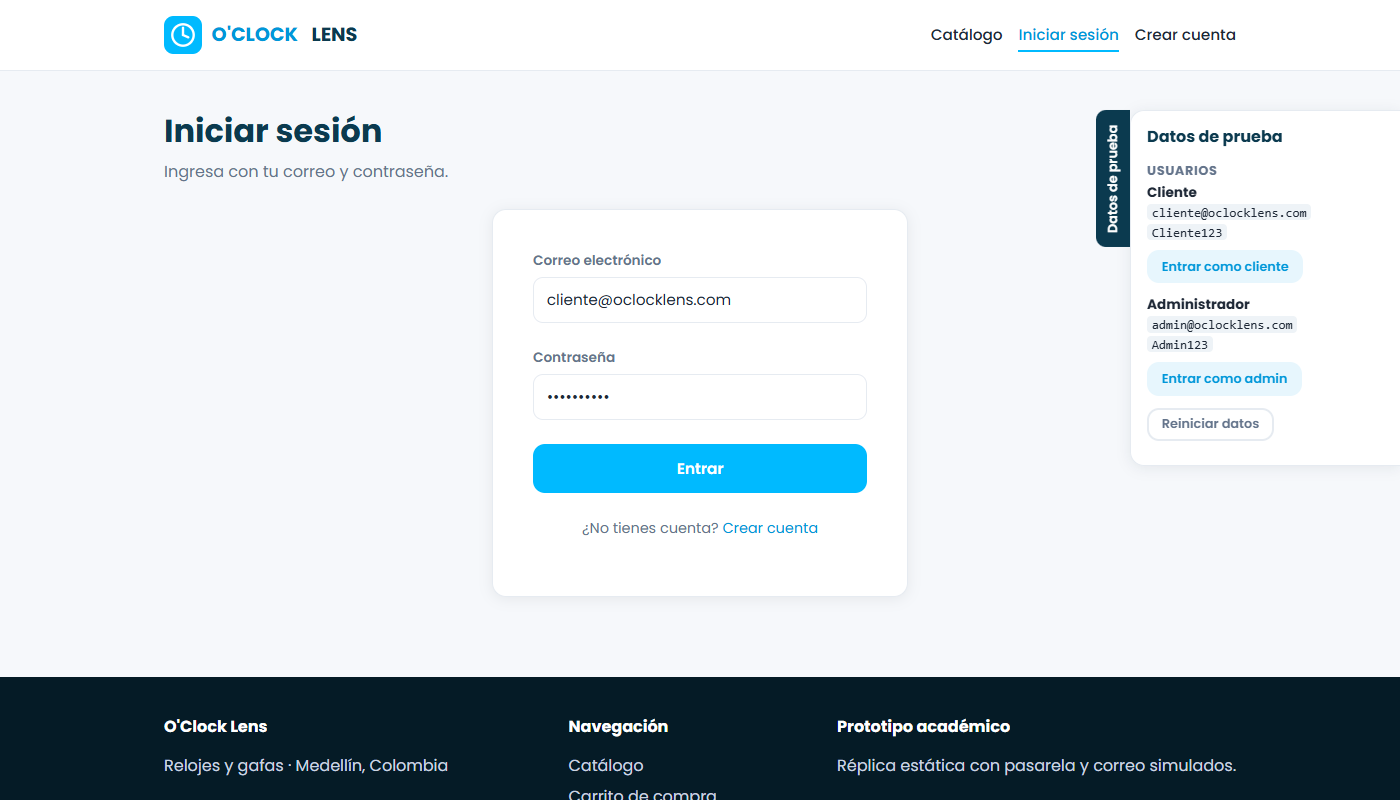 O'CLOCK LENS
Catálogo Iniciar sesión Crear cuenta
Iniciar sesión
Ingresa con tu correo y contraseña.
Correo electrónico
cliente@oclocklens.com
Contraseña
••••••••••
Entrar
¿No tienes cuenta? Crear cuenta
Datos de prueba
Datos de prueba
USUARIOS
Cliente
cliente@oclocklens.com
Cliente123
Entrar como cliente
Administrador
admin@oclocklens.com
Admin123
Entrar como admin
Reiniciar datos
O'Clock Lens
Relojes y gafas · Medellín, Colombia
Navegación
Catálogo
Carrito de compra
Prototipo académico
Réplica estática con pasarela y correo simulados.